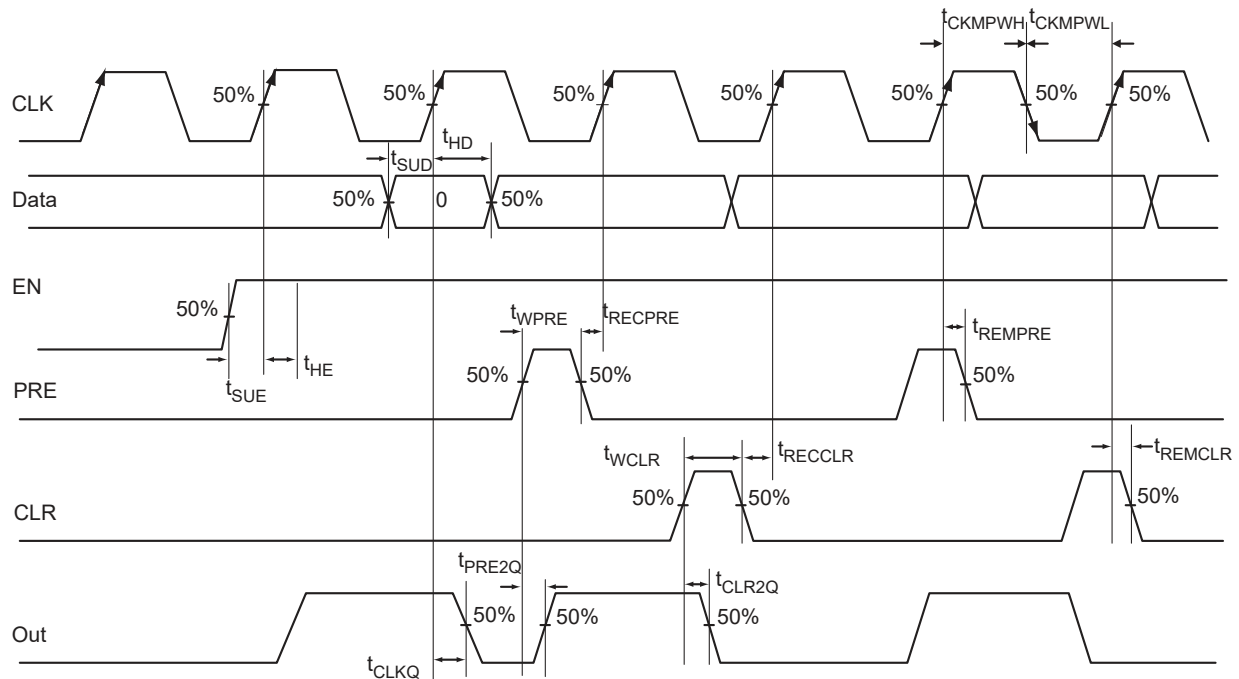 tCKMPWH tCKMPWL
CLK
50% 50% 50% 50% 50% 50% 50%
tHD
tSUD
Data
50% 0 50%
EN
50%
tWPRE tRECPRE tREMPRE
tHE
tSUE
PRE
50% 50% 50%
tWCLR tRECCLR tREMCLR
CLR
50% 50% 50%
tPRE2Q tCLR2Q
Out
50% 50% 50%
tCLKQ